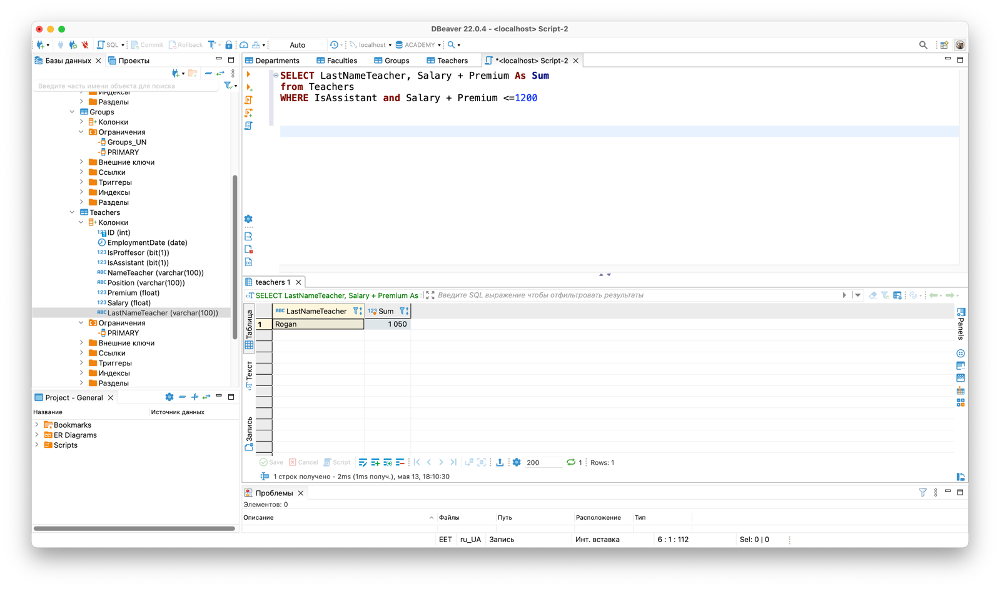 DBeaver 22.0.4 - <localhost> Script-2
SQL
Commit
Rollback
Auto
localhost
ACADEMY
Базы данных
Проекты
Введите часть имени объекта для поиска
Индексы
Разделы
Groups
Колонки
Ограничения
Groups_UN
PRIMARY
Внешние ключи
Ссылки
Триггеры
Индексы
Разделы
Teachers
Колонки
ID (int)
EmploymentDate (date)
IsProffesor (bit(1))
IsAssistant (bit(1))
NameTeacher (varchar(100))
Position (varchar(100))
Premium (float)
Salary (float)
LastNameTeacher (varchar(100))
Ограничения
PRIMARY
Внешние ключи
Ссылки
Триггеры
Индексы
Разделы
Project - General
Название
Источник данных
Bookmarks
ER Diagrams
Scripts
Departments
Faculties
Groups
Teachers
*<localhost> Script-2
SELECT LastNameTeacher, Salary + Premium As Sum
from Teachers
WHERE IsAssistant and Salary + Premium <=1200
teachers 1
SELECT LastNameTeacher, Salary + Premium As
Введите SQL выражение чтобы отфильтровать результаты
Таблица
Текст
Запись
ABC LastNameTeacher
123 Sum
1 Rogan 1 050
Panels
Save
Cancel
Script
200
1
Rows: 1
1 строк получено - 2ms (1ms получ.), мая 13, 18:10:30
Проблемы
Элементов: 0
Описание
Файлы
Путь
Расположение
Тип
EET
ru_UA
Запись
Инт. вставка
6 : 1 : 112
Sel: 0 | 0